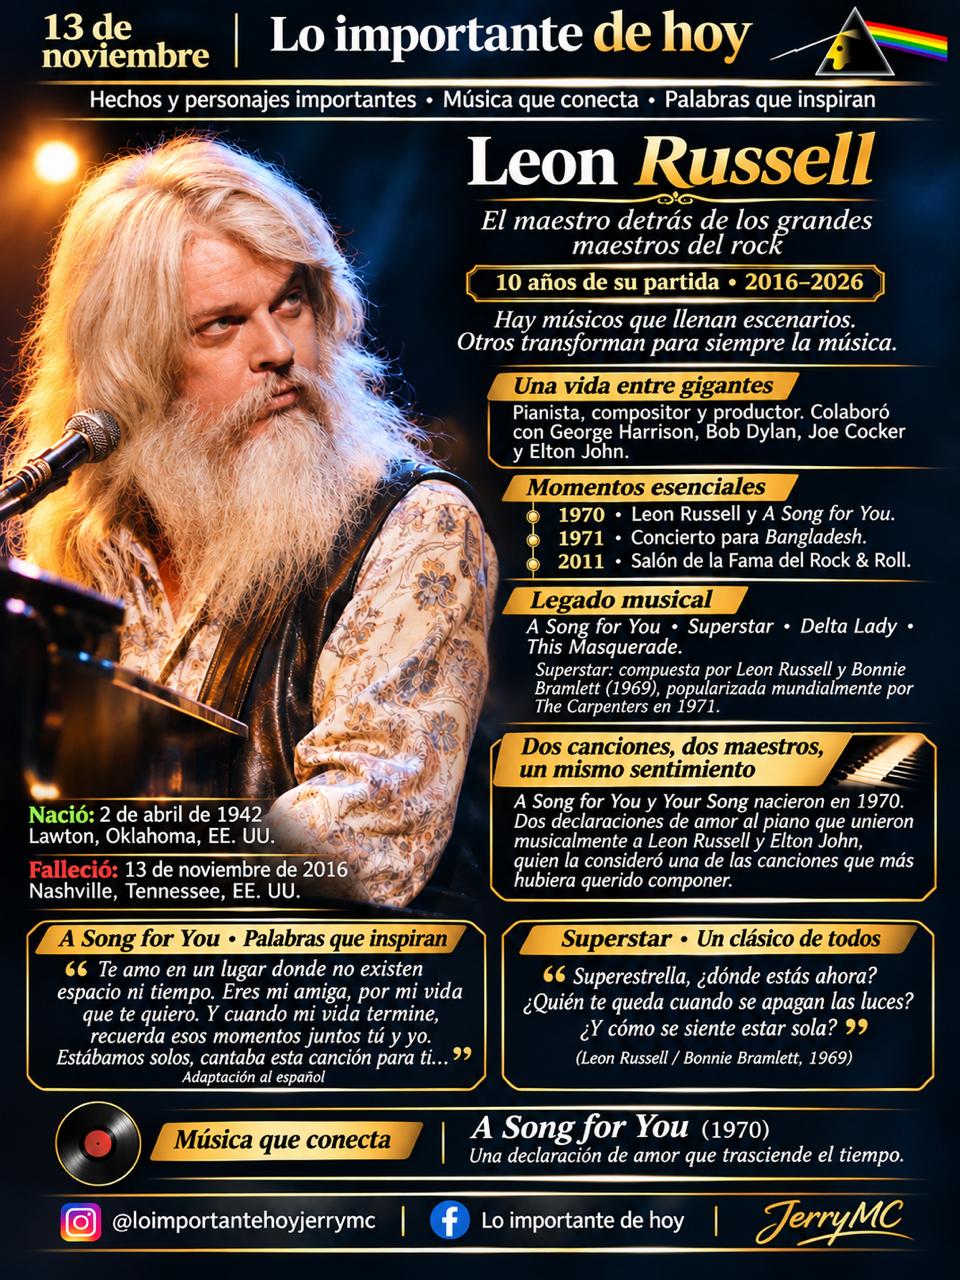 13 de
noviembre
Lo importante de hoy
Hechos y personajes importantes • Música que conecta • Palabras que inspiran
Leon Russell
El maestro detrás de los grandes
maestros del rock
10 años de su partida • 2016–2026
Hay músicos que llenan escenarios.
Otros transforman para siempre la música.
Una vida entre gigantes
Pianista, compositor y productor. Colaboró
con George Harrison, Bob Dylan, Joe Cocker
y Elton John.
Momentos esenciales
1970 • Leon Russell y A Song for You.
1971 • Concierto para Bangladesh.
2011 • Salón de la Fama del Rock & Roll.
Legado musical
A Song for You • Superstar • Delta Lady •
This Masquerade.
Superstar: compuesta por Leon Russell y Bonnie
Bramlett (1969), popularizada mundialmente por
The Carpenters en 1971.
Dos canciones, dos maestros,
un mismo sentimiento
A Song for You y Your Song nacieron en 1970.
Dos declaraciones de amor al piano que unieron
musicalmente a Leon Russell y Elton John,
quien la consideró una de las canciones que más
hubiera querido componer.
Nació: 2 de abril de 1942
Lawton, Oklahoma, EE. UU.
Falleció: 13 de noviembre de 2016
Nashville, Tennessee, EE. UU.
A Song for You • Palabras que inspiran
“ Te amo en un lugar donde no existen
espacio ni tiempo. Eres mi amiga, por mi vida
que te quiero. Y cuando mi vida termine,
recuerda esos momentos juntos tú y yo.
Estábamos solos, cantaba esta canción para ti... ”
Adaptación al español
Superstar • Un clásico de todos
“ Superestrella, ¿dónde estás ahora?
¿Quién te queda cuando se apagan las luces?
¿Y cómo se siente estar sola? ”
(Leon Russell / Bonnie Bramlett, 1969)
Música que conecta
A Song for You (1970)
Una declaración de amor que trasciende el tiempo.
@loimportantehoyjerrymc
Lo importante de hoy
JerryMC